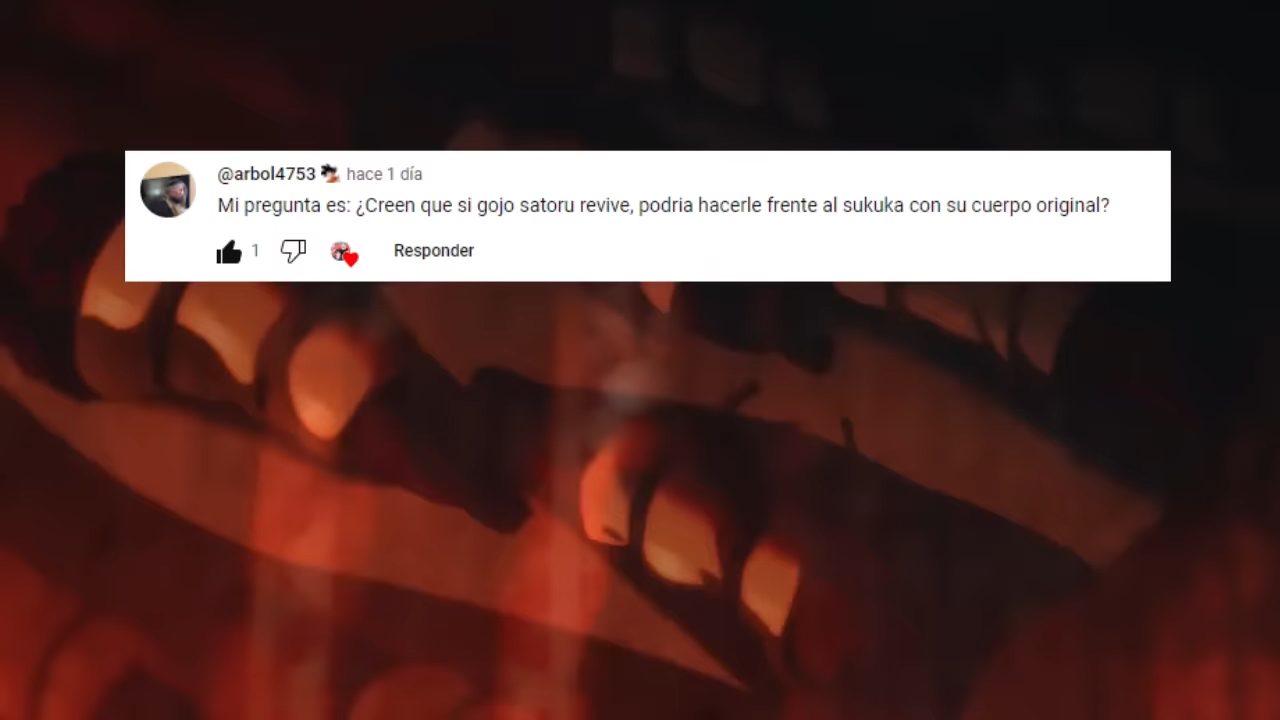 @arbol4753 hace 1 día
Mi pregunta es: ¿Creen que si gojo satoru revive, podria hacerle frente al sukuka con su cuerpo original?
1 Responder